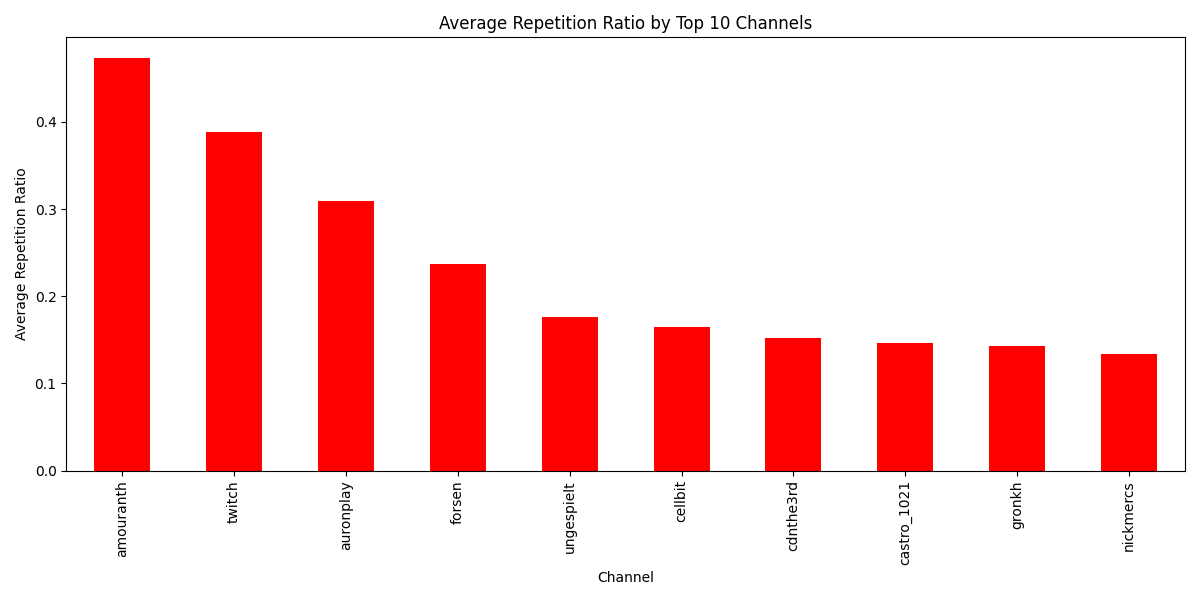 Average Repetition Ratio by Top 10 Channels
Average Repetition Ratio
0.4
0.3
0.2
0.1
0.0
amouranth
twitch
auronplay
forsen
ungespielt
cellbit
cdnthe3rd
castro_1021
gronkh
nickmercs
Channel